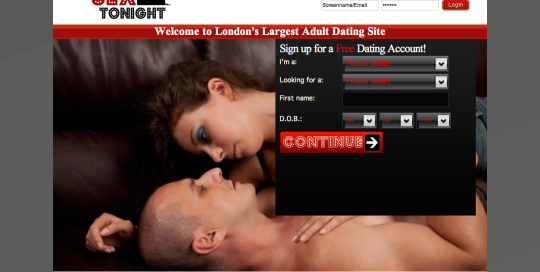 TONIGHT
Screenname/Email
Login
Welcome to London's Largest Adult Dating Site
Sign up for a Free Dating Account!
I'm a:
Looking for a:
First name:
D.O.B.:
CONTINUE